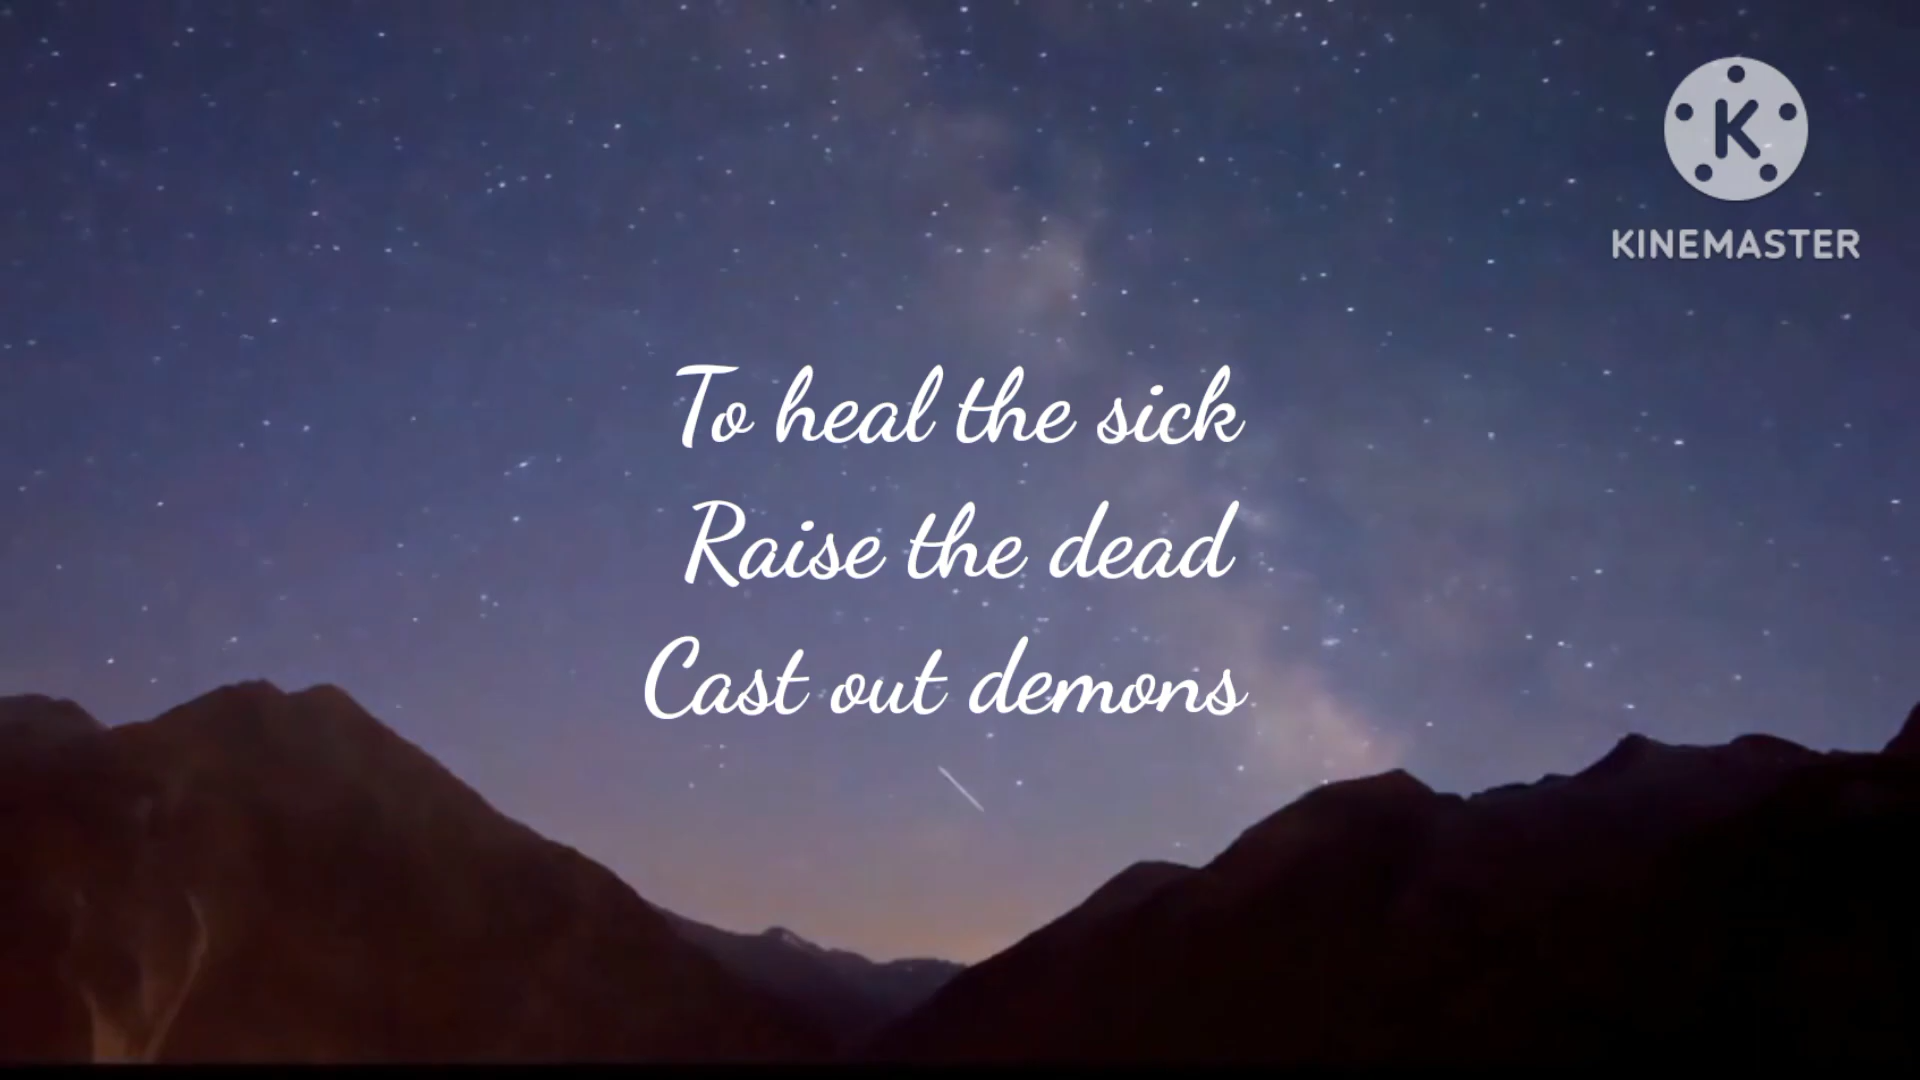 K
KINEMASTER
To heal the sick
Raise the dead
Cast out demons